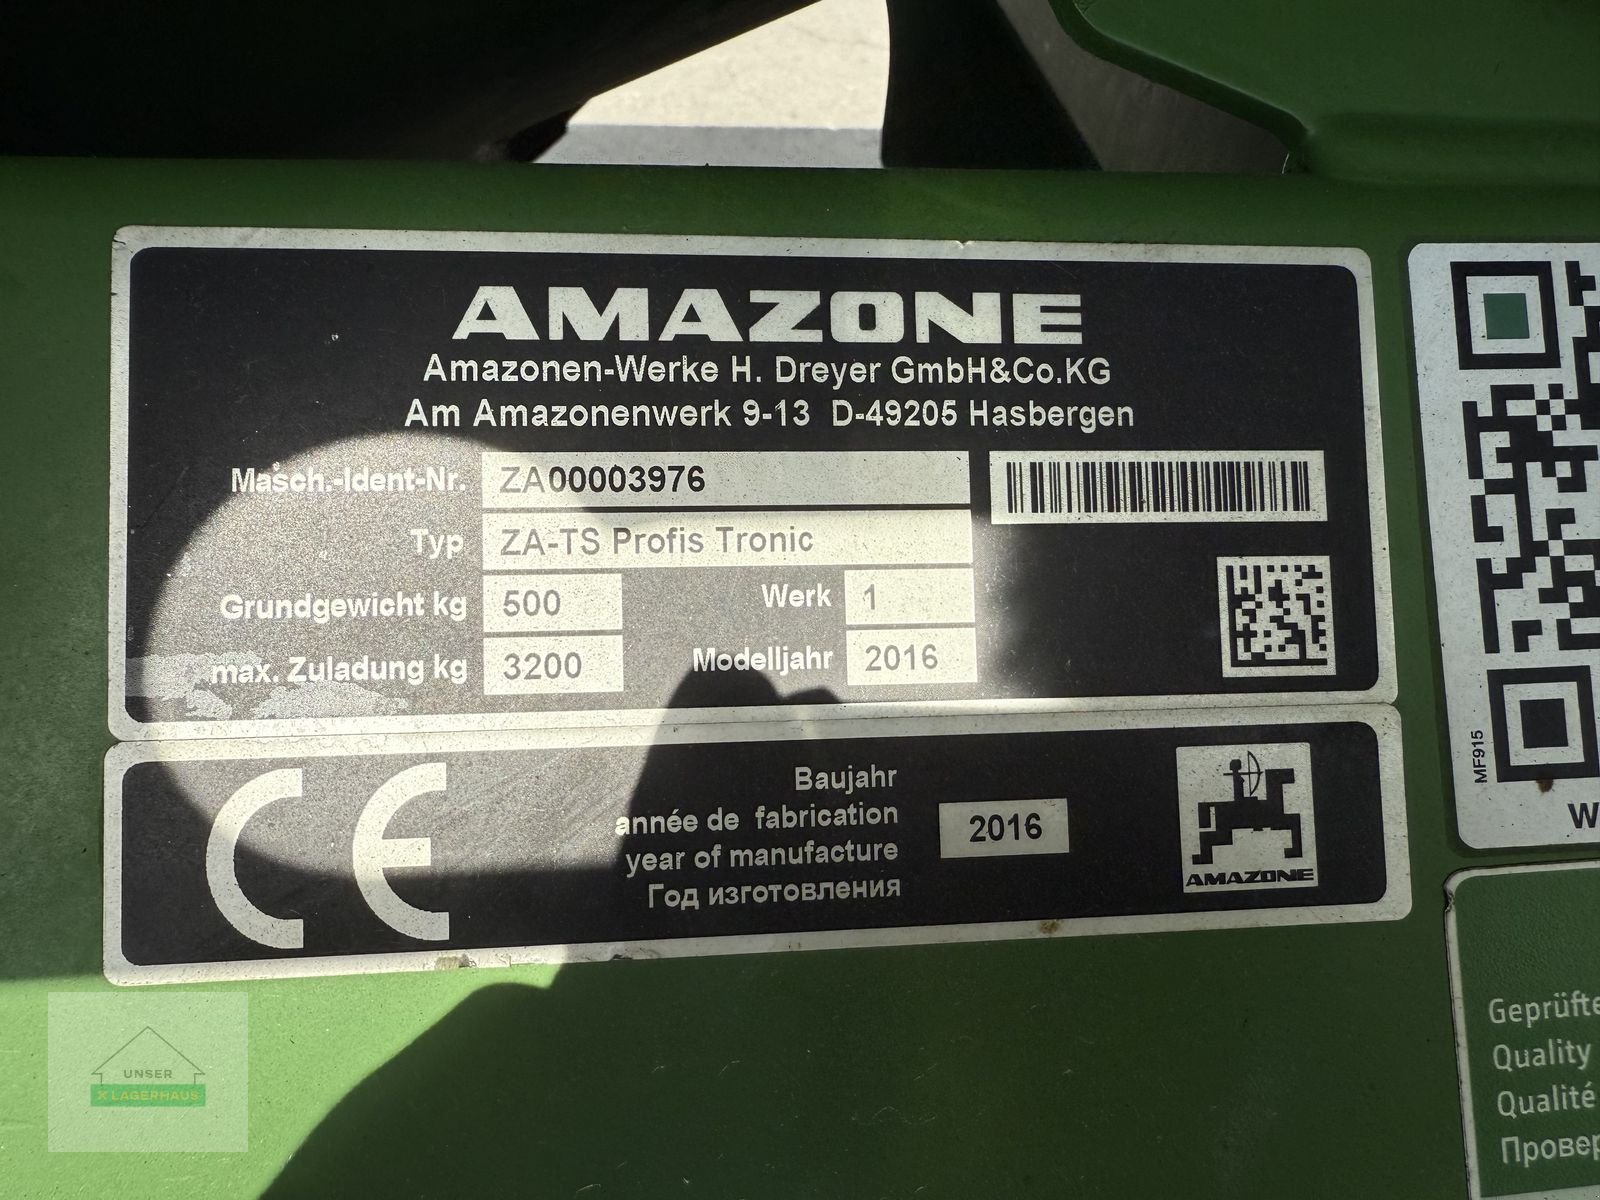 AMAZONE
Amazonen-Werke H. Dreyer GmbH&Co.KG
Am Amazonenwerk 9-13 D-49205 Hasbergen
Masch.-Ident-Nr. ZA00003976
Typ ZA-TS Profis Tronic
Grundgewicht kg 500 Werk 1
max. Zuladung kg 3200 Modelljahr 2016
CE
Baujahr
année de fabrication
year of manufacture
Год изготовления
2016
AMAZONE
MF915
W
Geprüfte
Quality
Qualité
Провер
UNSER
X LAGERHAUS